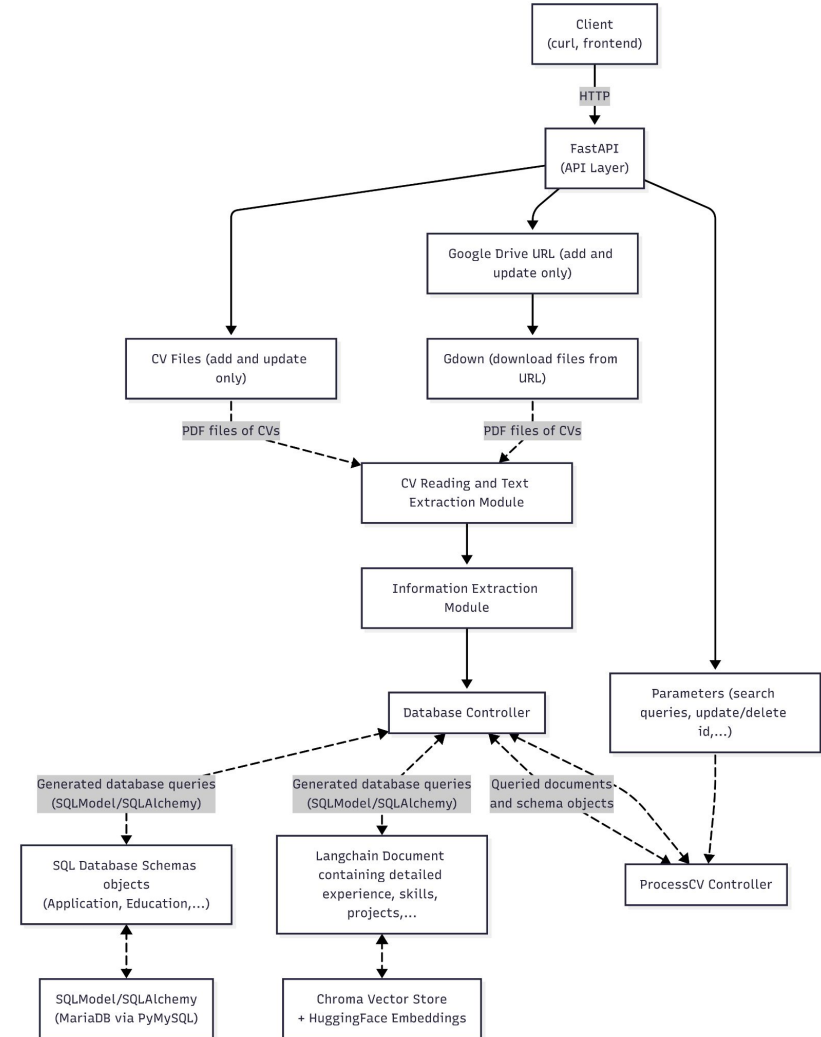 Client
(curl, frontend)
HTTP
FastAPI
(API Layer)
Google Drive URL (add and
update only)
CV Files (add and update
only)
Gdown (download files from
URL)
PDF files of CVs
PDF files of CVs
CV Reading and Text
Extraction Module
Information Extraction
Module
Database Controller
Parameters (search
queries, update/delete
id,...)
Generated database queries
(SQLModel/SQLAlchemy)
Generated database queries
(SQLModel/SQLAlchemy)
Queried documents
and schema objects
SQL Database Schemas
objects
(Application, Education,...)
Langchain Document
containing detailed
experience, skills,
projects,...
ProcessCV Controller
SQLModel/SQLAlchemy
(MariaDB via PyMySQL)
Chroma Vector Store
+ HuggingFace Embeddings